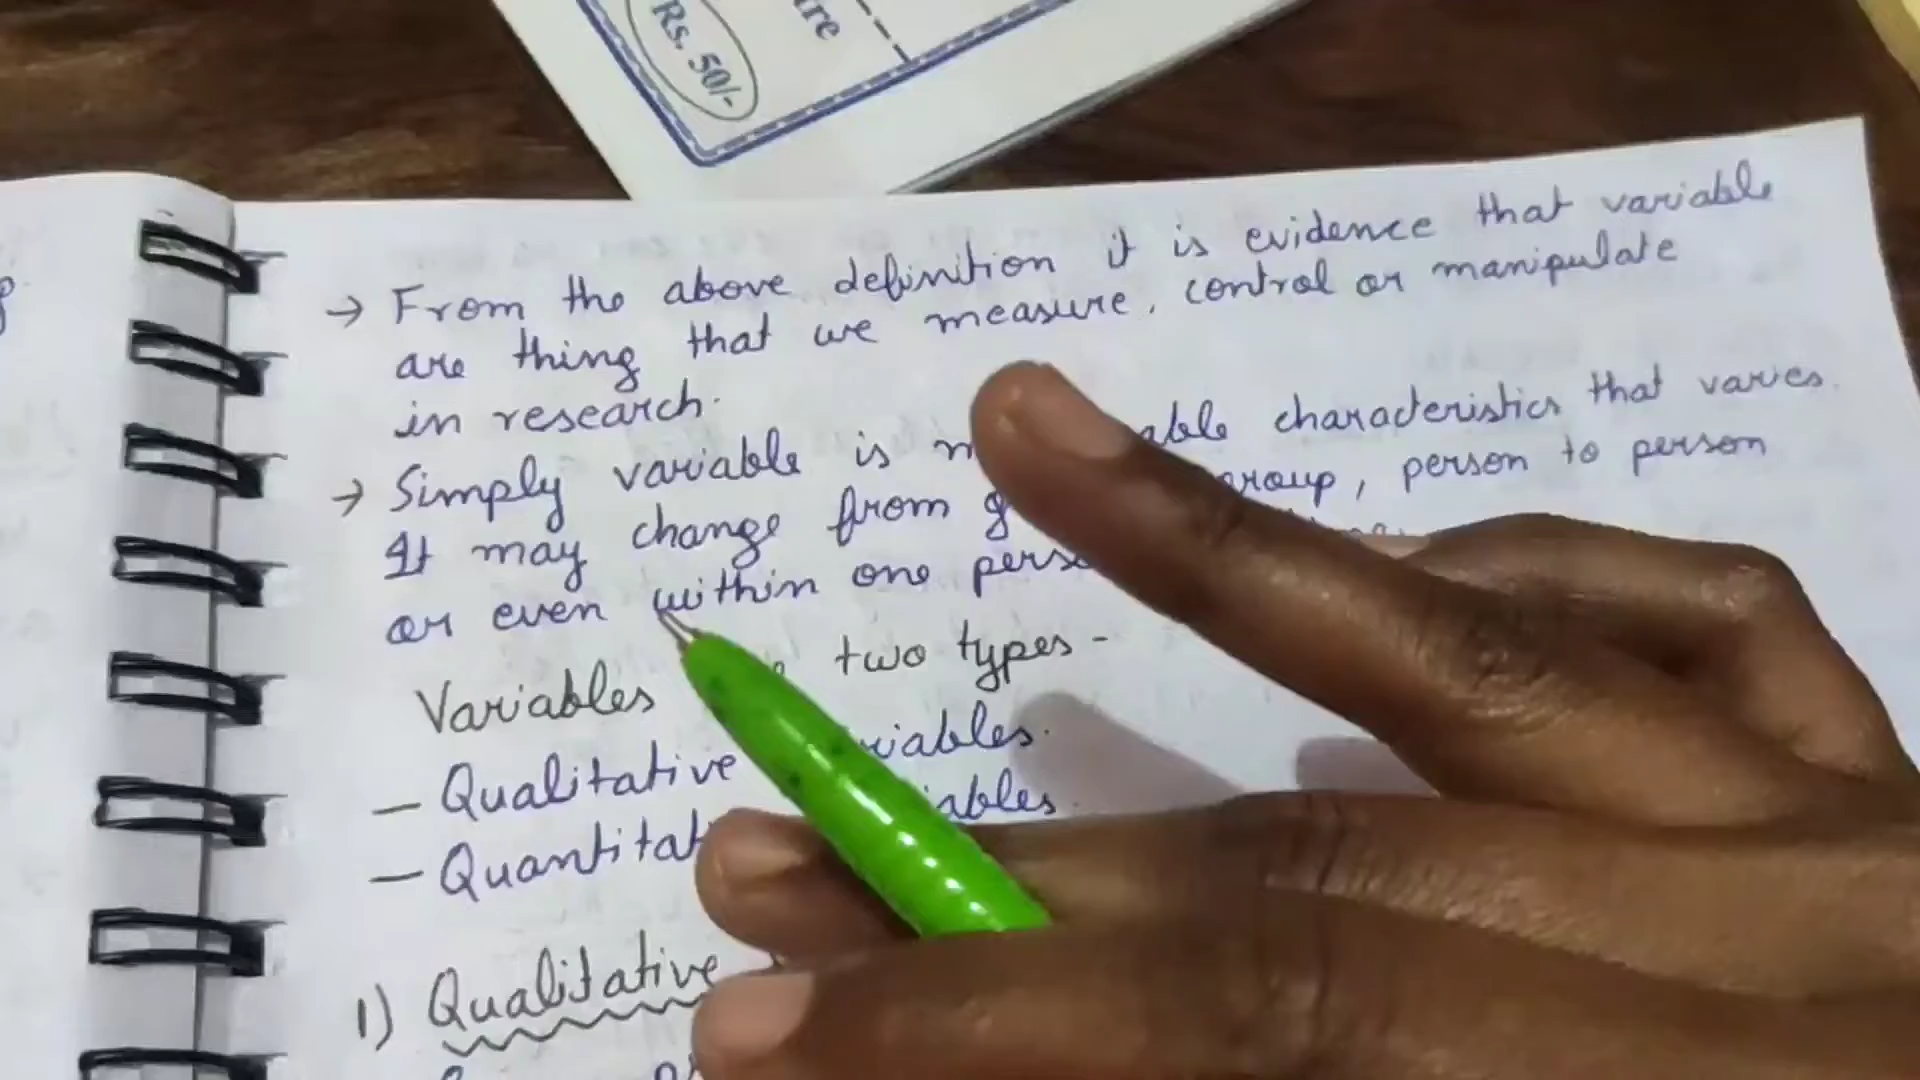 Rs. 50/-
→ From the above definition it is evidence that variable
are thing that we measure, control or manipulate
in research.
→ Simply variable is able characteristics that varies.
It may change from group, person to person
or even within one
Variables two types -
— Qualitative
— 
1) Qualitative